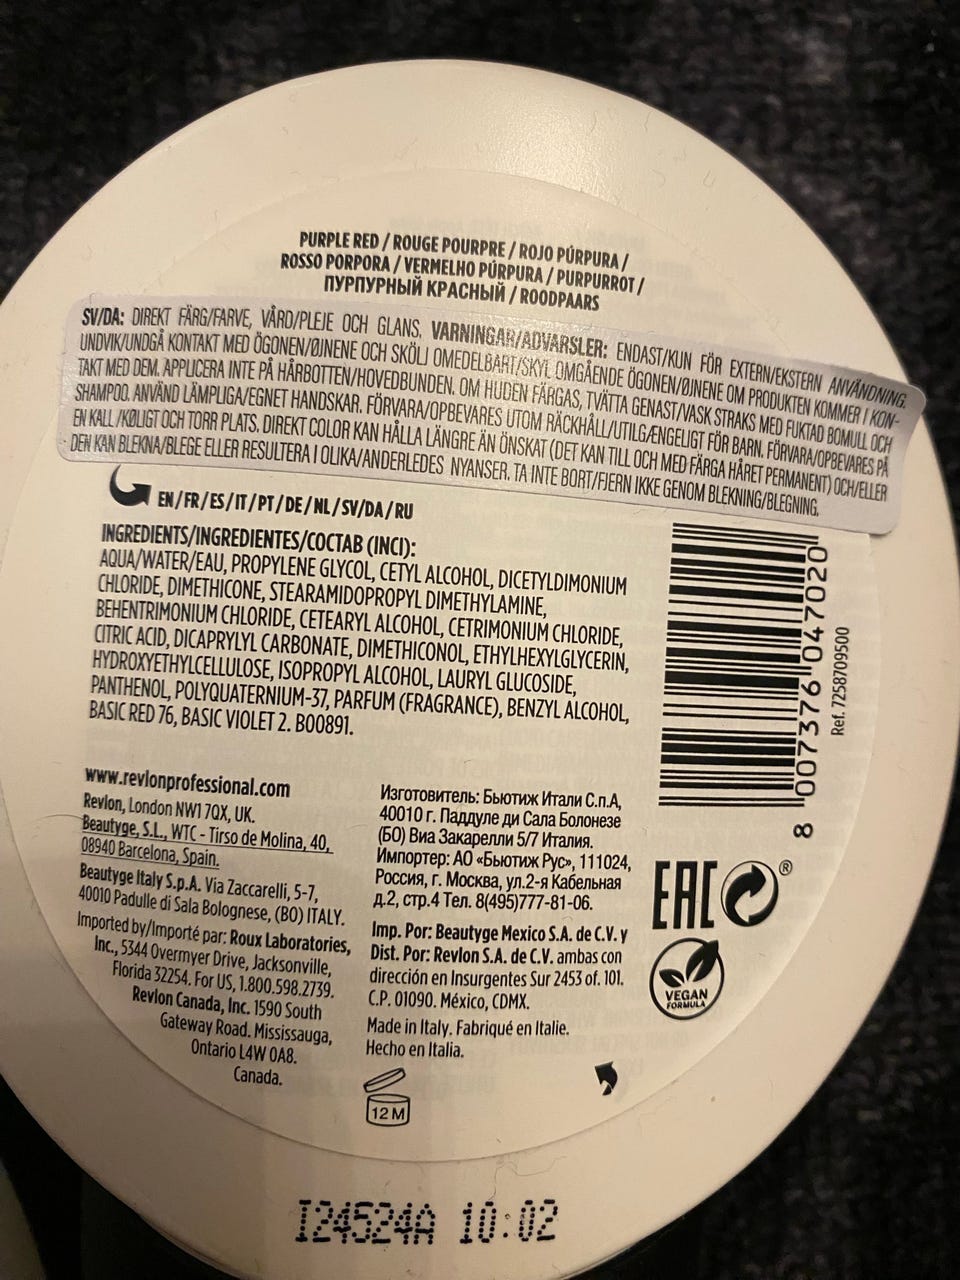 PURPLE RED / ROUGE POURPRE / ROJO PÚRPURA /
ROSSO PORPORA / VERMELHO PÚRPURA / PURPURROT /
ПУРПУРНЫЙ КРАСНЫЙ / ROODPAARS
SV/DA: DIREKT FÄRG/FARVE, VÅRD/PLEJE OCH GLANS. VARNINGAR/ADVARSLER: ENDAST/KUN FÖR EXTERN/EKSTERN ANVÄNDNING.
UNDVIK/UNDGÅ KONTAKT MED ÖGONEN/ØJNENE OCH SKÖLJ OMEDELBART/SKYL OMGÅENDE ÖGONEN/ØJNENE OM PRODUKTEN KOMMER I KON-
TAKT MED DEM. APPLICERA INTE PÅ HÅRBOTTEN/HOVEDBUNDEN. OM HUDEN FÄRGAS, TVÄTTA GENAST/VASK STRAKS MED FUKTAD BOMULL OCH
SHAMPOO. ANVÄND LÄMPLIGA/EGNET HANDSKAR. FÖRVARA/OPBEVARES UTOM RÄCKHÅLL/UTILGÆNGELIGT FÖR BARN. FÖRVARA/OPBEVARES PÅ
EN KALL /KØLIGT OCH TORR PLATS. DIREKT COLOR KAN HÅLLA LÄNGRE ÄN ÖNSKAT (DET KAN TILL OCH MED FÄRGA HÅRET PERMANENT) OCH/ELLER
DEN KAN BLEKNA/BLEGE ELLER RESULTERA I OLIKA/ANDERLEDES NYANSER. TA INTE BORT/FJERN IKKE GENOM BLEKNING/BLEGNING.
EN / FR / ES / IT / PT / DE / NL / SV/DA / RU
INGREDIENTS/INGREDIENTES/COCTAB (INCI):
AQUA/WATER/EAU, PROPYLENE GLYCOL, CETYL ALCOHOL, DICETYLDIMONIUM
CHLORIDE, DIMETHICONE, STEARAMIDOPROPYL DIMETHYLAMINE,
BEHENTRIMONIUM CHLORIDE, CETEARYL ALCOHOL, CETRIMONIUM CHLORIDE,
CITRIC ACID, DICAPRYLYL CARBONATE, DIMETHICONOL, ETHYLHEXYLGLYCERIN,
HYDROXYETHYLCELLULOSE, ISOPROPYL ALCOHOL, LAURYL GLUCOSIDE,
PANTHENOL, POLYQUATERNIUM-37, PARFUM (FRAGRANCE), BENZYL ALCOHOL,
BASIC RED 76, BASIC VIOLET 2. B00891.
8 007376 047020
Ref. 7258709500
www.revlonprofessional.com
Revlon, London NW1 7QX, UK.
Beautyge, S.L., WTC - Tirso de Molina, 40,
08940 Barcelona, Spain.
Beautyge Italy S.p.A. Via Zaccarelli, 5-7,
40010 Padulle di Sala Bolognese, (BO) ITALY.
Imported by/Importé par: Roux Laboratories,
Inc., 5344 Overmyer Drive, Jacksonville,
Florida 32254. For US, 1.800.598.2739.
Revlon Canada, Inc. 1590 South
Gateway Road. Mississauga,
Ontario L4W 0A8.
Canada.
Изготовитель: Бьютиж Итали С.п.А,
40010 г. Паддуле ди Сала Болонезе
(БО) Виа Закарелли 5/7 Италия.
Импортер: АО «Бьютиж Рус», 111024,
Россия, г. Москва, ул.2-я Кабельная
д.2, стр.4 Тел. 8(495)777-81-06.
Imp. Por: Beautyge Mexico S.A. de C.V. y
Dist. Por: Revlon S.A. de C.V. ambas con
dirección en Insurgentes Sur 2453 of. 101.
C.P. 01090. México, CDMX.
Made in Italy. Fabriqué en Italie.
Hecho en Italia.
EAC
®
VEGAN
FORMULA
12 M
I24524A 10:02